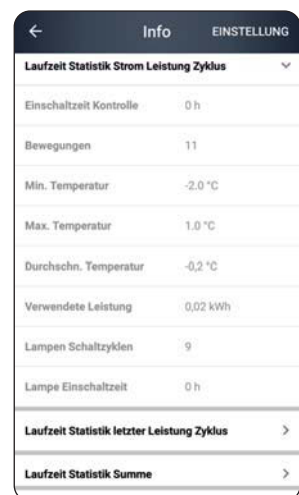 Info EINSTELLUNG
Laufzeit Statistik Strom Leistung Zyklus
Einschaltzeit Kontrolle 0 h
Bewegungen 11
Min. Temperatur -2.0 °C
Max. Temperatur 1.0 °C
Durchschn. Temperatur -0,2 °C
Verwendete Leistung 0,02 kWh
Lampen Schaltzyklen 9
Lampe Einschaltzeit 0 h
Laufzeit Statistik letzter Leistung Zyklus
Laufzeit Statistik Summe